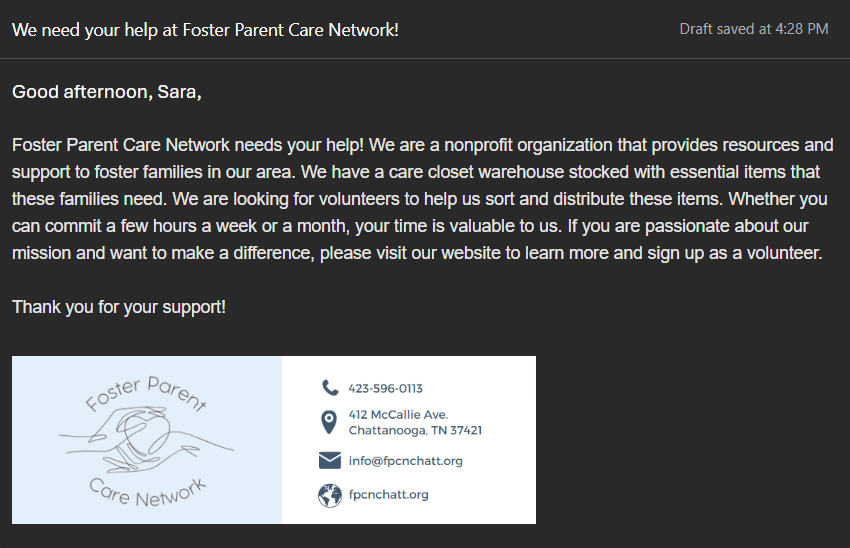 We need your help at Foster Parent Care Network!
Draft saved at 4:28 PM
Good afternoon, Sara,
Foster Parent Care Network needs your help! We are a nonprofit organization that provides resources and
support to foster families in our area. We have a care closet warehouse stocked with essential items that
these families need. We are looking for volunteers to help us sort and distribute these items. Whether you
can commit a few hours a week or a month, your time is valuable to us. If you are passionate about our
mission and want to make a difference, please visit our website to learn more and sign up as a volunteer.
Thank you for your support!
Foster Parent
Care Network
423-596-0113
412 McCallie Ave.
Chattanooga, TN 37421
info@fpcnchatt.org
fpcnchatt.org